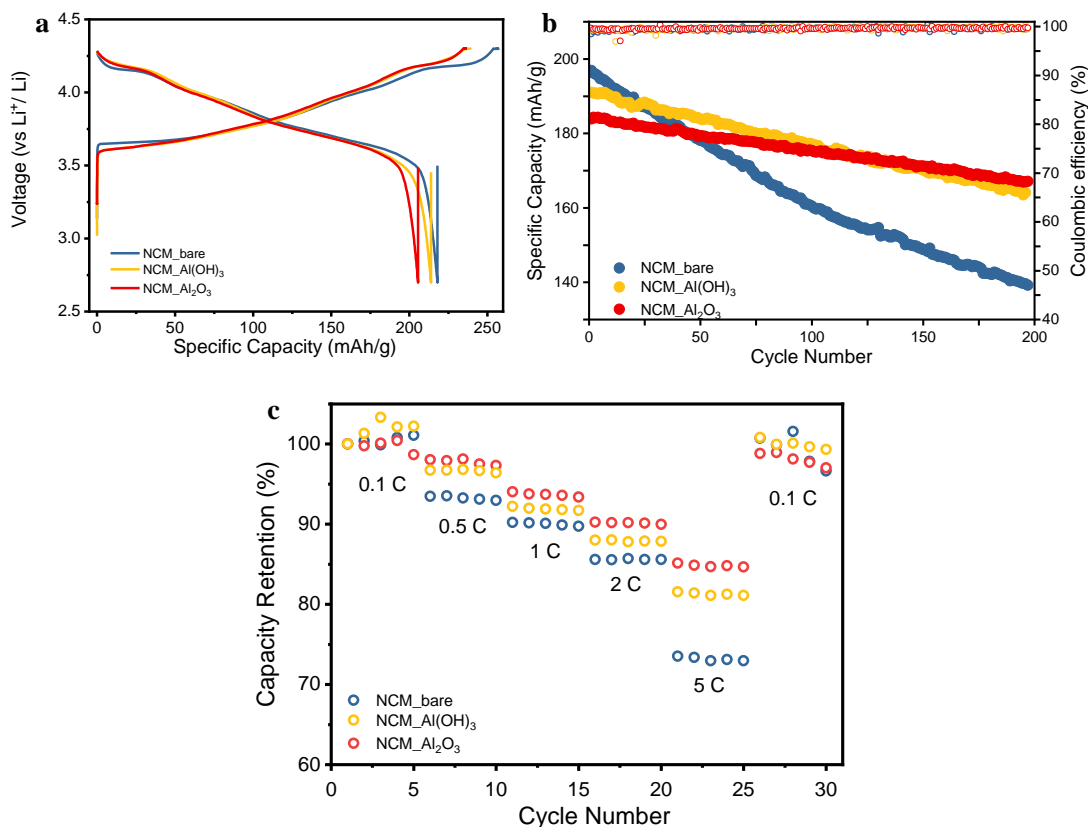 a
4.5
4.0
3.5
3.0
2.5
Voltage (vs Li⁺/ Li)
NCM_bare
NCM_Al(OH)₃
NCM_Al₂O₃
0 50 100 150 200 250
Specific Capacity (mAh/g)
b
200
180
160
140
Specific Capacity (mAh/g)
100
90
80
70
60
50
40
Coulombic efficiency (%)
NCM_bare
NCM_Al(OH)₃
NCM_Al₂O₃
0 50 100 150 200
Cycle Number
c
100
90
80
70
60
Capacity Retention (%)
0.1 C
0.5 C
1 C
2 C
5 C
0.1 C
NCM_bare
NCM_Al(OH)₃
NCM_Al₂O₃
0 5 10 15 20 25 30
Cycle Number